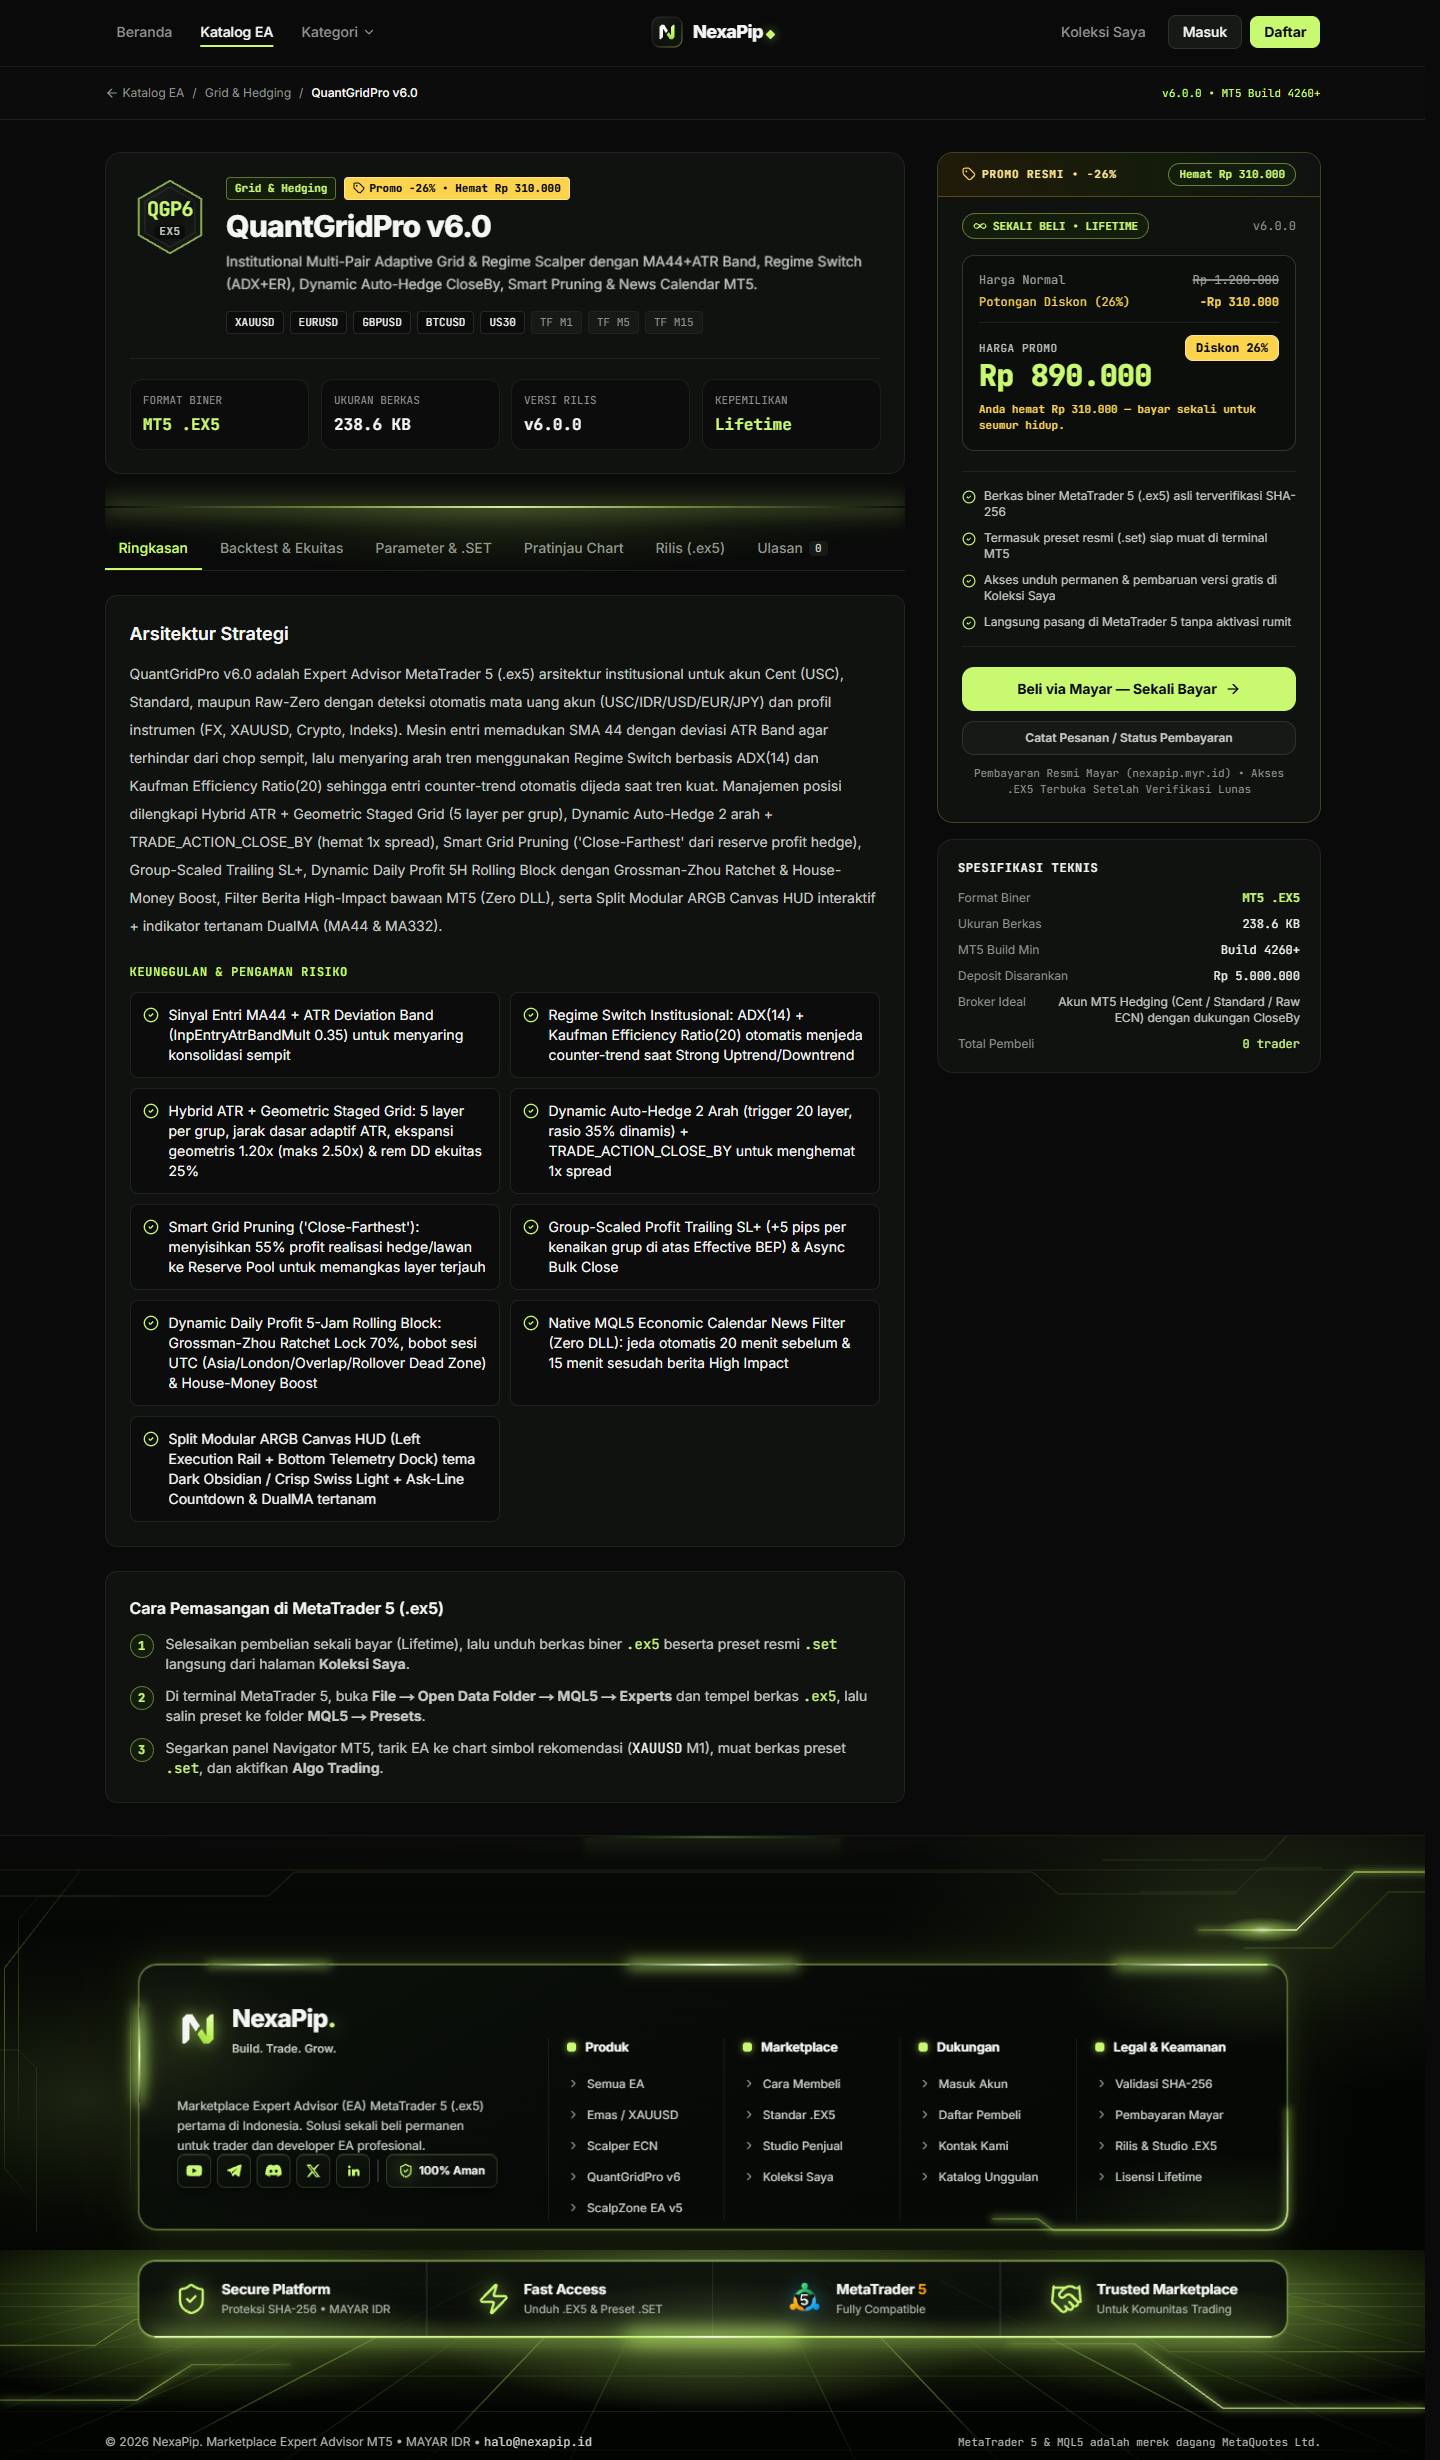 Beranda
Katalog EA
Kategori
NexaPip
Koleksi Saya
Masuk
Daftar
← Katalog EA / Grid & Hedging / QuantGridPro v6.0
v6.0.0 • MT5 Build 4260+
QGP6
EX5
Grid & Hedging
Promo -26% • Hemat Rp 310.000
QuantGridPro v6.0
Institutional Multi-Pair Adaptive Grid & Regime Scalper dengan MA44+ATR Band, Regime Switch
(ADX+ER), Dynamic Auto-Hedge CloseBy, Smart Pruning & News Calendar MT5.
XAUUSD
EURUSD
GBPUSD
BTCUSD
US30
TF M1
TF M5
TF M15
FORMAT BINER
MT5 .EX5
UKURAN BERKAS
238.6 KB
VERSI RILIS
v6.0.0
KEPEMILIKAN
Lifetime
Ringkasan
Backtest & Ekuitas
Parameter & .SET
Pratinjau Chart
Rilis (.ex5)
Ulasan 0
Arsitektur Strategi
QuantGridPro v6.0 adalah Expert Advisor MetaTrader 5 (.ex5) arsitektur institusional untuk akun Cent (USC),
Standard, maupun Raw-Zero dengan deteksi otomatis mata uang akun (USC/IDR/USD/EUR/JPY) dan profil
instrumen (FX, XAUUSD, Crypto, Indeks). Mesin entri memadukan SMA 44 dengan deviasi ATR Band agar
terhindar dari chop sempit, lalu menyaring arah tren menggunakan Regime Switch berbasis ADX(14) dan
Kaufman Efficiency Ratio(20) sehingga entri counter-trend otomatis dijeda saat tren kuat. Manajemen posisi
dilengkapi Hybrid ATR + Geometric Staged Grid (5 layer per grup), Dynamic Auto-Hedge 2 arah +
TRADE_ACTION_CLOSE_BY (hemat 1x spread), Smart Grid Pruning ('Close-Farthest' dari reserve profit hedge),
Group-Scaled Trailing SL+, Dynamic Daily Profit 5H Rolling Block dengan Grossman-Zhou Ratchet & House-
Money Boost, Filter Berita High-Impact bawaan MT5 (Zero DLL), serta Split Modular ARGB Canvas HUD interaktif
+ indikator tertanam DualMA (MA44 & MA332).
KEUNGGULAN & PENGAMAN RISIKO
Sinyal Entri MA44 + ATR Deviation Band
(InpEntryAtrBandMult 0.35) untuk menyaring
konsolidasi sempit
Regime Switch Institusional: ADX(14) +
Kaufman Efficiency Ratio(20) otomatis menjeda
counter-trend saat Strong Uptrend/Downtrend
Hybrid ATR + Geometric Staged Grid: 5 layer
per grup, jarak dasar adaptif ATR, ekspansi
geometris 1.20x (maks 2.50x) & rem DD ekuitas
25%
Dynamic Auto-Hedge 2 Arah (trigger 20 layer,
rasio 35% dinamis) +
TRADE_ACTION_CLOSE_BY untuk menghemat
1x spread
Smart Grid Pruning ('Close-Farthest'):
menyisihkan 55% profit realisasi hedge/lawan
ke Reserve Pool untuk memangkas layer terjauh
Group-Scaled Profit Trailing SL+ (+5 pips per
kenaikan grup di atas Effective BEP) & Async
Bulk Close
Dynamic Daily Profit 5-Jam Rolling Block:
Grossman-Zhou Ratchet Lock 70%, bobot sesi
UTC (Asia/London/Overlap/Rollover Dead Zone)
& House-Money Boost
Native MQL5 Economic Calendar News Filter
(Zero DLL): jeda otomatis 20 menit sebelum &
15 menit sesudah berita High Impact
Split Modular ARGB Canvas HUD (Left
Execution Rail + Bottom Telemetry Dock) tema
Dark Obsidian / Crisp Swiss Light + Ask-Line
Countdown & DualMA tertanam
Cara Pemasangan di MetaTrader 5 (.ex5)
1 Selesaikan pembelian sekali bayar (Lifetime), lalu unduh berkas biner .ex5 beserta preset resmi .set
langsung dari halaman Koleksi Saya.
2 Di terminal MetaTrader 5, buka File → Open Data Folder → MQL5 → Experts dan tempel berkas .ex5, lalu
salin preset ke folder MQL5 → Presets.
3 Segarkan panel Navigator MT5, tarik EA ke chart simbol rekomendasi (XAUUSD M1), muat berkas preset
.set, dan aktifkan Algo Trading.
PROMO RESMI • -26%
Hemat Rp 310.000
SEKALI BELI • LIFETIME
v6.0.0
Harga Normal
Rp 1.200.000
Potongan Diskon (26%)
-Rp 310.000
HARGA PROMO
Diskon 26%
Rp 890.000
Anda hemat Rp 310.000 — bayar sekali untuk
seumur hidup.
Berkas biner MetaTrader 5 (.ex5) asli terverifikasi SHA-
256
Termasuk preset resmi (.set) siap muat di terminal
MT5
Akses unduh permanen & pembaruan versi gratis di
Koleksi Saya
Langsung pasang di MetaTrader 5 tanpa aktivasi rumit
Beli via Mayar — Sekali Bayar →
Catat Pesanan / Status Pembayaran
Pembayaran Resmi Mayar (nexapip.myr.id) • Akses
.EX5 Terbuka Setelah Verifikasi Lunas
SPESIFIKASI TEKNIS
Format Biner
MT5 .EX5
Ukuran Berkas
238.6 KB
MT5 Build Min
Build 4260+
Deposit Disarankan
Rp 5.000.000
Broker Ideal
Akun MT5 Hedging (Cent / Standard / Raw
ECN) dengan dukungan CloseBy
Total Pembeli
0 trader
NexaPip.
Build. Trade. Grow.
Marketplace Expert Advisor (EA) MetaTrader 5 (.ex5)
pertama di Indonesia. Solusi sekali beli permanen
untuk trader dan developer EA profesional.
100% Aman
Produk
Semua EA
Emas / XAUUSD
Scalper ECN
QuantGridPro v6
ScalpZone EA v5
Marketplace
Cara Membeli
Standar .EX5
Studio Penjual
Koleksi Saya
Dukungan
Masuk Akun
Daftar Pembeli
Kontak Kami
Katalog Unggulan
Legal & Keamanan
Validasi SHA-256
Pembayaran Mayar
Rilis & Studio .EX5
Lisensi Lifetime
Secure Platform
Proteksi SHA-256 • MAYAR IDR
Fast Access
Unduh .EX5 & Preset .SET
5
MetaTrader 5
Fully Compatible
Trusted Marketplace
Untuk Komunitas Trading
© 2026 NexaPip. Marketplace Expert Advisor MT5 • MAYAR IDR • halo@nexapip.id
MetaTrader 5 & MQL5 adalah merek dagang MetaQuotes Ltd.